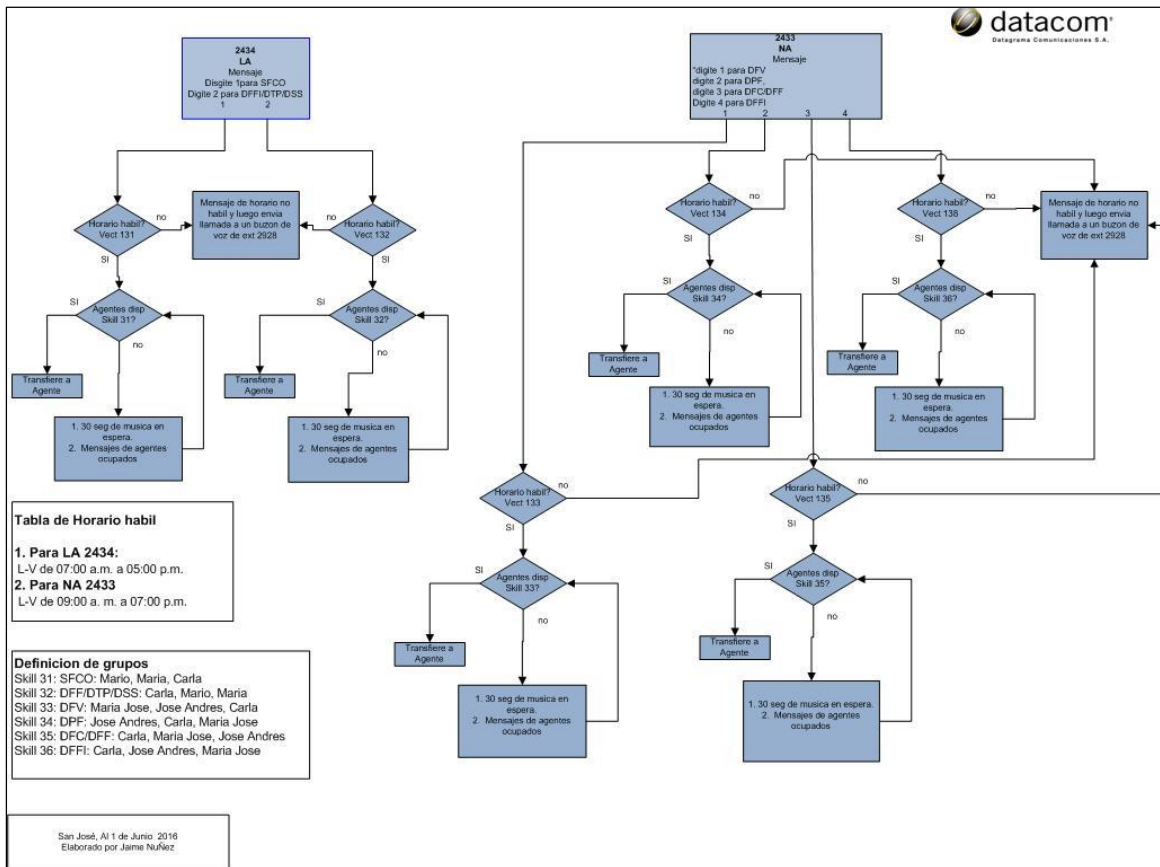 datacom
Datagrama Comunicaciones S.A.
2434
LA
Mensaje
Disgite 1para SFCO
Digite 2 para DFFI/DTP/DSS
1 2
2433
NA
Mensaje
*digite 1 para DFV
digite 2 para DPF,
digite 3 para DFC/DFF
Digite 4 para DFFI
1 2 3 4
Horario habil?
Vect 131
no
SI
Mensaje de horario no
habil y luego envia
llamada a un buzon de
voz de ext 2928
no
Horario habil?
Vect 132
SI
Horario habil?
Vect 134
no
SI
Horario habil?
Vect 138
no
SI
Mensaje de horario no
habil y luego envia
llamada a un buzon de
voz de ext 2928
Agentes disp
Skill 31?
SI
no
Transfiere a
Agente
1. 30 seg de musica en
espera.
2. Mensajes de agentes
ocupados
Agentes disp
Skill 32?
SI
no
Transfiere a
Agente
1. 30 seg de musica en
espera.
2. Mensajes de agentes
ocupados
Agentes disp
Skill 34?
SI
no
Transfiere a
Agente
1. 30 seg de musica en
espera.
2. Mensajes de agentes
ocupados
Agentes disp
Skill 36?
SI
no
Transfiere a
Agente
1. 30 seg de musica en
espera.
2. Mensajes de agentes
ocupados
Horario habil?
Vect 133
no
SI
Agentes disp
Skill 33?
SI
no
Transfiere a
Agente
1. 30 seg de musica en
espera.
2. Mensajes de agentes
ocupados
Horario habil?
Vect 135
no
SI
Agentes disp
Skill 35?
SI
no
Transfiere a
Agente
1. 30 seg de musica en espera.
2. Mensajes de agentes
ocupados
Tabla de Horario habil
1. Para LA 2434:
L-V de 07:00 a.m. a 05:00 p.m.
2. Para NA 2433
L-V de 09:00 a. m. a 07:00 p.m.
Definicion de grupos
Skill 31: SFCO: Mario, Maria, Carla
Skill 32: DFF/DTP/DSS: Carla, Mario, Maria
Skill 33: DFV: Maria Jose, Jose Andres, Carla
Skill 34: DPF: Jose Andres, Carla, Maria Jose
Skill 35: DFC/DFF: Carla, Maria Jose, Jose Andres
Skill 36: DFFI: Carla, Jose Andres, Maria Jose
San José, Al 1 de Junio 2016
Elaborado por Jaime NuÑez